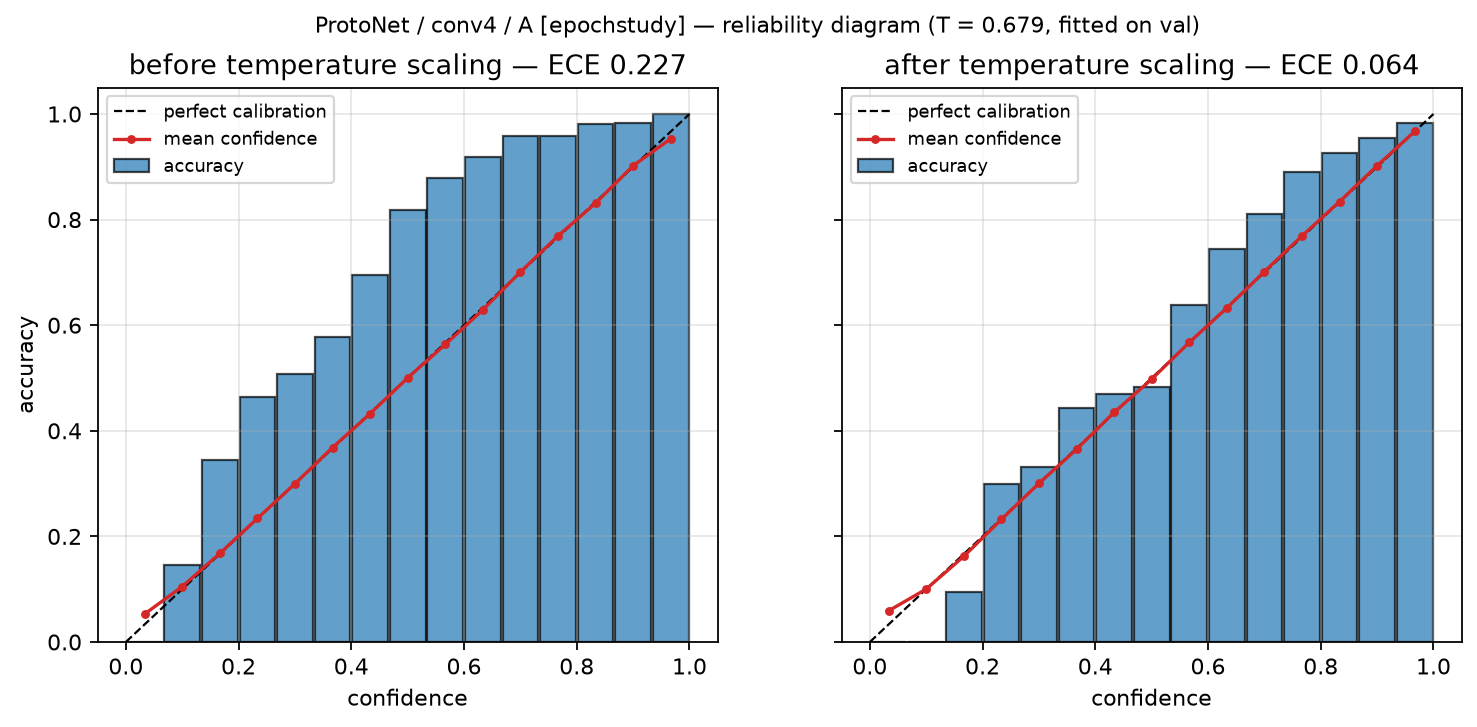 ProtoNet / conv4 / A [epochstudy] — reliability diagram (T = 0.679, fitted on val)
before temperature scaling — ECE 0.227
perfect calibration
mean confidence
accuracy
1.0
0.8
0.6
0.4
0.2
0.0
accuracy
0.0 0.2 0.4 0.6 0.8 1.0
confidence
after temperature scaling — ECE 0.064
perfect calibration
mean confidence
accuracy
0.0 0.2 0.4 0.6 0.8 1.0
confidence